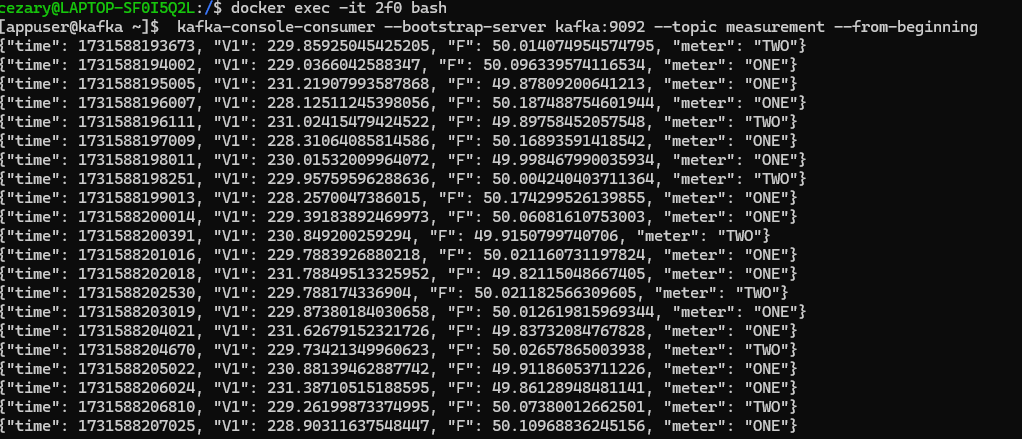 cezary@LAPTOP-SF0I5Q2L:/$ docker exec -it 2f0 bash
[appuser@kafka ~]$  kafka-console-consumer --bootstrap-server kafka:9092 --topic measurement --from-beginning
{"time": 1731588193673, "V1": 229.85925045425205, "F": 50.014074954574795, "meter": "TWO"}
{"time": 1731588194002, "V1": 229.0366042588347, "F": 50.096339574116534, "meter": "ONE"}
{"time": 1731588195005, "V1": 231.21907993587868, "F": 49.87809200641213, "meter": "ONE"}
{"time": 1731588196007, "V1": 228.12511245398056, "F": 50.187488754601944, "meter": "ONE"}
{"time": 1731588196111, "V1": 231.02415479424522, "F": 49.89758452057548, "meter": "TWO"}
{"time": 1731588197009, "V1": 228.31064085814586, "F": 50.16893591418542, "meter": "ONE"}
{"time": 1731588198011, "V1": 230.01532009964072, "F": 49.998467990035934, "meter": "ONE"}
{"time": 1731588198251, "V1": 229.95759596288636, "F": 50.004240403711364, "meter": "TWO"}
{"time": 1731588199013, "V1": 228.2570047386015, "F": 50.174299526139855, "meter": "ONE"}
{"time": 1731588200014, "V1": 229.39183892469973, "F": 50.06081610753003, "meter": "ONE"}
{"time": 1731588200391, "V1": 230.849200259294, "F": 49.9150799740706, "meter": "TWO"}
{"time": 1731588201016, "V1": 229.7883926880218, "F": 50.021160731197824, "meter": "ONE"}
{"time": 1731588202018, "V1": 231.78849513325952, "F": 49.82115048667405, "meter": "ONE"}
{"time": 1731588202530, "V1": 229.788174336904, "F": 50.021182566309605, "meter": "TWO"}
{"time": 1731588203019, "V1": 229.87380184030658, "F": 50.012619815969344, "meter": "ONE"}
{"time": 1731588204021, "V1": 231.62679152321726, "F": 49.83732084767828, "meter": "ONE"}
{"time": 1731588204670, "V1": 229.73421349960623, "F": 50.02657865003938, "meter": "TWO"}
{"time": 1731588205022, "V1": 230.88139462887742, "F": 49.91186053711226, "meter": "ONE"}
{"time": 1731588206024, "V1": 231.38710515188595, "F": 49.86128948481141, "meter": "ONE"}
{"time": 1731588206810, "V1": 229.26199873374995, "F": 50.07380012662501, "meter": "TWO"}
{"time": 1731588207025, "V1": 228.90311637548447, "F": 50.10968836245156, "meter": "ONE"}